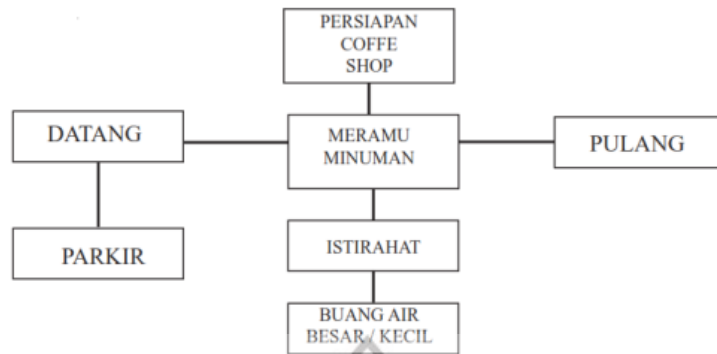 PERSIAPAN
COFFE
SHOP
DATANG
MERAMU
MINUMAN
PULANG
PARKIR
ISTIRAHAT
BUANG AIR
BESAR / KECIL